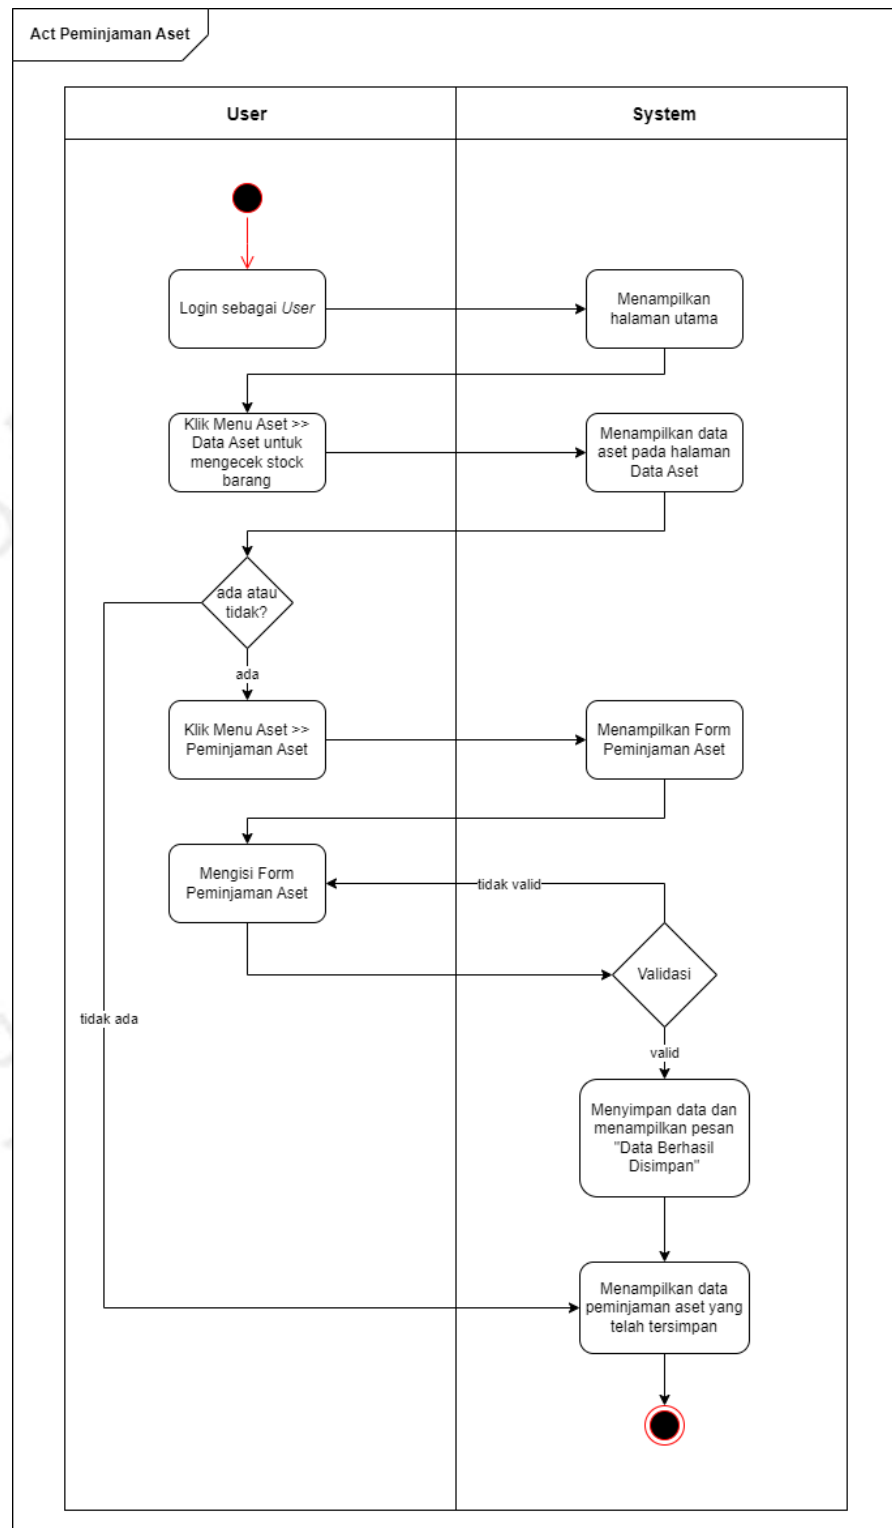 Act Peminjaman Aset
User
System
Login sebagai User
Menampilkan
halaman utama
Klik Menu Aset >>
Data Aset untuk
mengecek stock
barang
Menampilkan data
aset pada halaman
Data Aset
ada atau
tidak?
ada
Klik Menu Aset >>
Peminjaman Aset
Menampilkan Form
Peminjaman Aset
Mengisi Form
Peminjaman Aset
tidak valid
Validasi
tidak ada
valid
Menyimpan data dan
menampilkan pesan
"Data Berhasil
Disimpan"
Menampilkan data
peminjaman aset yang
telah tersimpan